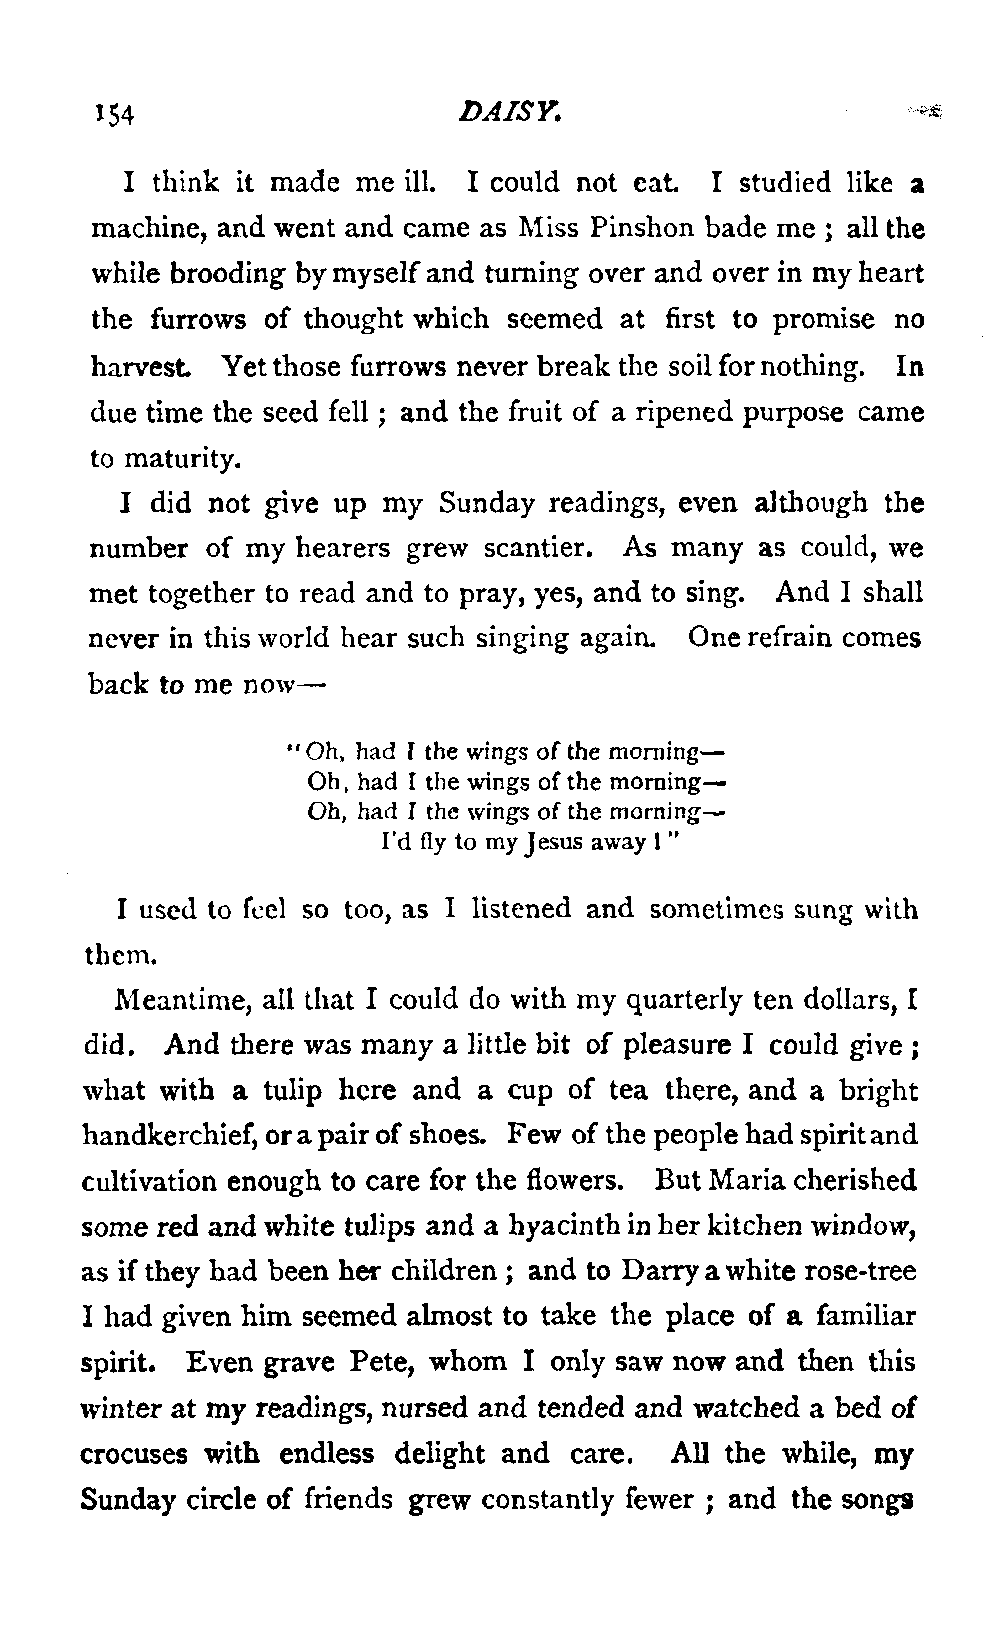 154 DAISY.
I think it made me ill. I could not eat. I studied like a
machine, and went and came as Miss Pinshon bade me ; all the
while brooding by myself and turning over and over in my heart
the furrows of thought which seemed at first to promise no
harvest. Yet those furrows never break the soil for nothing. In
due time the seed fell ; and the fruit of a ripened purpose came
to maturity.
I did not give up my Sunday readings, even although the
number of my hearers grew scantier. As many as could, we
met together to read and to pray, yes, and to sing. And I shall
never in this world hear such singing again. One refrain comes
back to me now—
"Oh, had I the wings of the morning—
Oh, had I the wings of the morning—
Oh, had I the wings of the morning—
I'd fly to my Jesus away!"
I used to feel so too, as I listened and sometimes sung with
them.
Meantime, all that I could do with my quarterly ten dollars, I
did. And there was many a little bit of pleasure I could give ;
what with a tulip here and a cup of tea there, and a bright
handkerchief, or a pair of shoes. Few of the people had spirit and
cultivation enough to care for the flowers. But Maria cherished
some red and white tulips and a hyacinth in her kitchen window,
as if they had been her children ; and to Darry a white rose-tree
I had given him seemed almost to take the place of a familiar
spirit. Even grave Pete, whom I only saw now and then this
winter at my readings, nursed and tended and watched a bed of
crocuses with endless delight and care. All the while, my
Sunday circle of friends grew constantly fewer ; and the songs